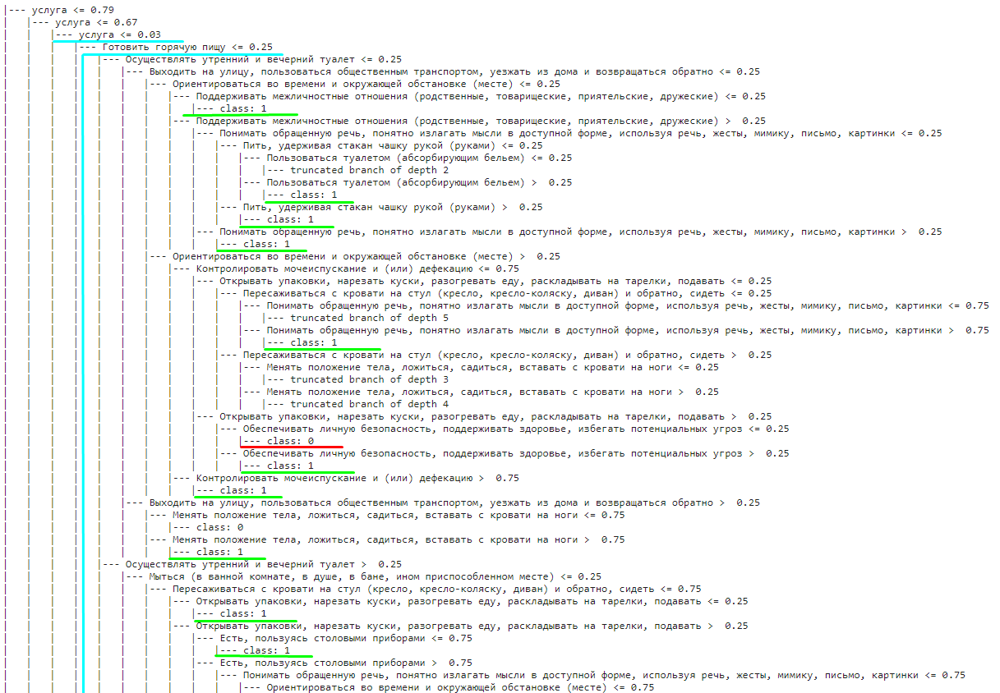 |--- услуга <= 0.79
|   |--- услуга <= 0.67
|   |   |--- услуга <= 0.03
|   |   |   |--- Готовить горячую пищу <= 0.25
|   |   |   |   |--- Осуществлять утренний и вечерний туалет <= 0.25
|   |   |   |   |   |--- Выходить на улицу, пользоваться общественным транспортом, уезжать из дома и возвращаться обратно <= 0.25
|   |   |   |   |   |   |--- Ориентироваться во времени и окружающей обстановке (месте) <= 0.25
|   |   |   |   |   |   |   |--- Поддерживать межличностные отношения (родственные, товарищеские, приятельские, дружеские) <= 0.25
|   |   |   |   |   |   |   |   |--- class: 1
|   |   |   |   |   |   |   |--- Поддерживать межличностные отношения (родственные, товарищеские, приятельские, дружеские) >  0.25
|   |   |   |   |   |   |   |   |--- Понимать обращенную речь, понятно излагать мысли в доступной форме, используя речь, жесты, мимику, письмо, картинки <= 0.25
|   |   |   |   |   |   |   |   |   |--- Пить, удерживая стакан чашку рукой (руками) <= 0.25
|   |   |   |   |   |   |   |   |   |   |--- Пользоваться туалетом (абсорбирующим бельем) <= 0.25
|   |   |   |   |   |   |   |   |   |   |   |--- truncated branch of depth 2
|   |   |   |   |   |   |   |   |   |   |--- Пользоваться туалетом (абсорбирующим бельем) >  0.25
|   |   |   |   |   |   |   |   |   |   |   |--- class: 1
|   |   |   |   |   |   |   |   |   |--- Пить, удерживая стакан чашку рукой (руками) >  0.25
|   |   |   |   |   |   |   |   |   |   |--- class: 1
|   |   |   |   |   |   |   |   |--- Понимать обращенную речь, понятно излагать мысли в доступной форме, используя речь, жесты, мимику, письмо, картинки >  0.25
|   |   |   |   |   |   |   |   |   |--- class: 1
|   |   |   |   |   |   |--- Ориентироваться во времени и окружающей обстановке (месте) >  0.25
|   |   |   |   |   |   |   |--- Контролировать мочеиспускание и (или) дефекацию <= 0.75
|   |   |   |   |   |   |   |   |--- Открывать упаковки, нарезать куски, разогревать еду, раскладывать на тарелки, подавать <= 0.25
|   |   |   |   |   |   |   |   |   |--- Пересаживаться с кровати на стул (кресло, кресло-коляску, диван) и обратно, сидеть <= 0.25
|   |   |   |   |   |   |   |   |   |   |--- Понимать обращенную речь, понятно излагать мысли в доступной форме, используя речь, жесты, мимику, письмо, картинки <= 0.75
|   |   |   |   |   |   |   |   |   |   |   |--- truncated branch of depth 5
|   |   |   |   |   |   |   |   |   |   |--- Понимать обращенную речь, понятно излагать мысли в доступной форме, используя речь, жесты, мимику, письмо, картинки >  0.75
|   |   |   |   |   |   |   |   |   |   |   |--- class: 1
|   |   |   |   |   |   |   |   |   |--- Пересаживаться с кровати на стул (кресло, кресло-коляску, диван) и обратно, сидеть >  0.25
|   |   |   |   |   |   |   |   |   |   |--- Менять положение тела, ложиться, садиться, вставать с кровати на ноги <= 0.25
|   |   |   |   |   |   |   |   |   |   |   |--- truncated branch of depth 3
|   |   |   |   |   |   |   |   |   |   |--- Менять положение тела, ложиться, садиться, вставать с кровати на ноги >  0.25
|   |   |   |   |   |   |   |   |   |   |   |--- truncated branch of depth 4
|   |   |   |   |   |   |   |   |--- Открывать упаковки, нарезать куски, разогревать еду, раскладывать на тарелки, подавать >  0.25
|   |   |   |   |   |   |   |   |   |--- Обеспечивать личную безопасность, поддерживать здоровье, избегать потенциальных угроз <= 0.25
|   |   |   |   |   |   |   |   |   |   |--- class: 0
|   |   |   |   |   |   |   |   |   |--- Обеспечивать личную безопасность, поддерживать здоровье, избегать потенциальных угроз >  0.25
|   |   |   |   |   |   |   |   |   |   |--- class: 1
|   |   |   |   |   |   |   |--- Контролировать мочеиспускание и (или) дефекацию >  0.75
|   |   |   |   |   |   |   |   |--- class: 1
|   |   |   |   |   |--- Выходить на улицу, пользоваться общественным транспортом, уезжать из дома и возвращаться обратно >  0.25
|   |   |   |   |   |   |--- Менять положение тела, ложиться, садиться, вставать с кровати на ноги <= 0.75
|   |   |   |   |   |   |   |--- class: 0
|   |   |   |   |   |   |--- Менять положение тела, ложиться, садиться, вставать с кровати на ноги >  0.75
|   |   |   |   |   |   |   |--- class: 1
|   |   |   |   |--- Осуществлять утренний и вечерний туалет >  0.25
|   |   |   |   |   |--- Мыться (в ванной комнате, в душе, в бане, ином приспособленном месте) <= 0.25
|   |   |   |   |   |   |--- Пересаживаться с кровати на стул (кресло, кресло-коляску, диван) и обратно, сидеть <= 0.75
|   |   |   |   |   |   |   |--- Открывать упаковки, нарезать куски, разогревать еду, раскладывать на тарелки, подавать <= 0.25
|   |   |   |   |   |   |   |   |--- class: 1
|   |   |   |   |   |   |   |--- Открывать упаковки, нарезать куски, разогревать еду, раскладывать на тарелки, подавать >  0.25
|   |   |   |   |   |   |   |   |--- Есть, пользуясь столовыми приборами <= 0.75
|   |   |   |   |   |   |   |   |   |--- class: 1
|   |   |   |   |   |   |   |   |--- Есть, пользуясь столовыми приборами >  0.75
|   |   |   |   |   |   |   |   |   |--- Понимать обращенную речь, понятно излагать мысли в доступной форме, используя речь, жесты, мимику, письмо, картинки <= 0.75
|   |   |   |   |   |   |   |   |   |   |--- Ориентироваться во времени и окружающей обстановке (месте) <= 0.75